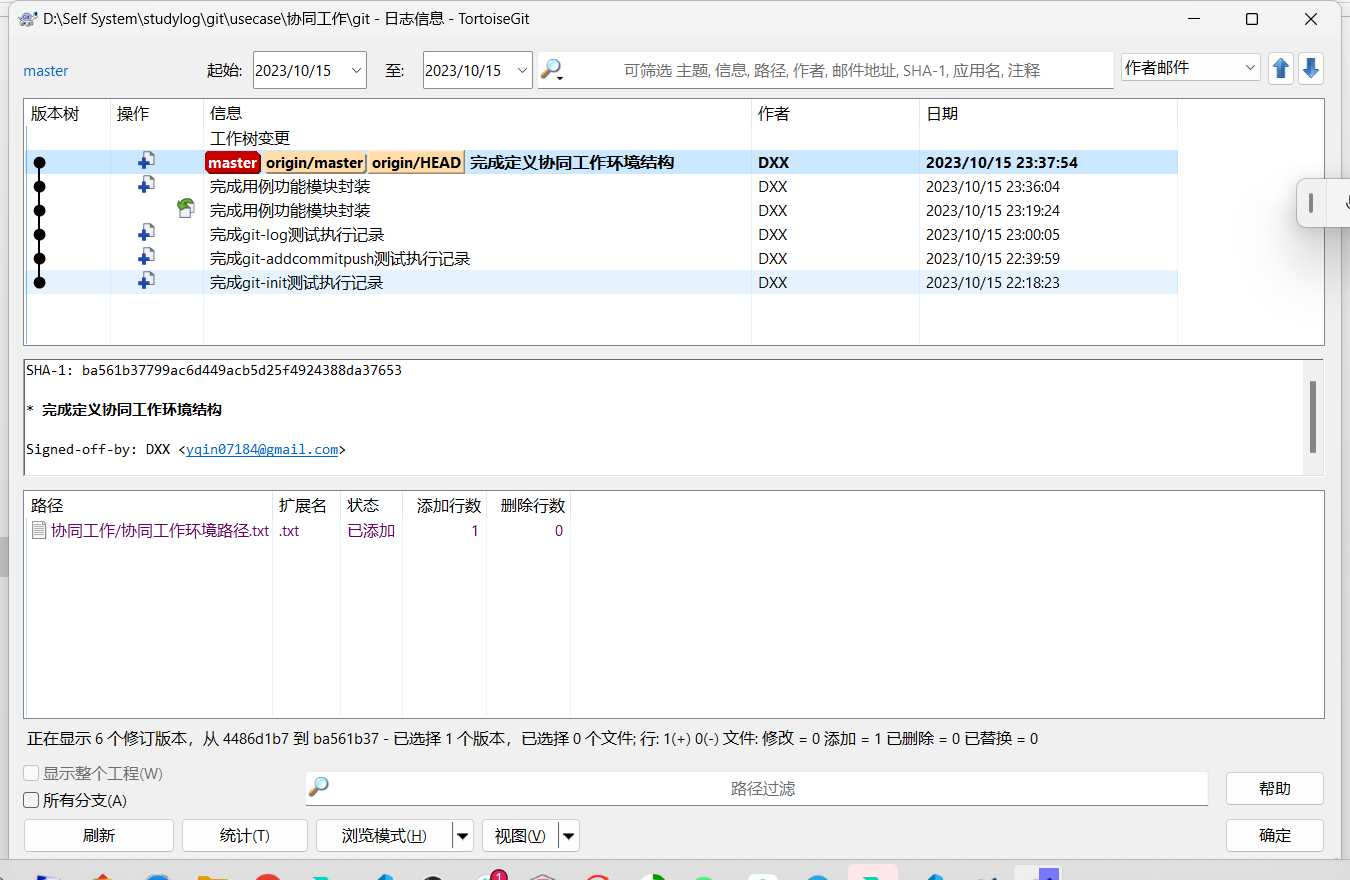 D:\Self System\studylog\git\usecase\协同工作\git - 日志信息 - TortoiseGit
master 起始: 2023/10/15 至: 2023/10/15 可筛选 主题, 信息, 路径, 作者, 邮件地址, SHA-1, 应用名, 注释 作者邮件
版本树 操作 信息 作者 日期
工作树变更
master origin/master origin/HEAD 完成定义协同工作环境结构 DXX 2023/10/15 23:37:54
完成用例功能模块封装 DXX 2023/10/15 23:36:04
完成用例功能模块封装 DXX 2023/10/15 23:19:24
完成git-log测试执行记录 DXX 2023/10/15 23:00:05
完成git-addcommitpush测试执行记录 DXX 2023/10/15 22:39:59
完成git-init测试执行记录 DXX 2023/10/15 22:18:23
SHA-1: ba561b37799ac6d449acb5d25f4924388da37653
* 完成定义协同工作环境结构
Signed-off-by: DXX <yqin07184@gmail.com>
路径 扩展名 状态 添加行数 删除行数
协同工作/协同工作环境路径.txt .txt 已添加 1 0
正在显示 6 个修订版本，从 4486d1b7 到 ba561b37 - 已选择 1 个版本，已选择 0 个文件; 行: 1(+) 0(-) 文件: 修改 = 0 添加 = 1 已删除 = 0 已替换 = 0
显示整个工程(W)
路径过滤 帮助
所有分支(A)
刷新 统计(T) 浏览模式(H) 视图(V) 确定
1